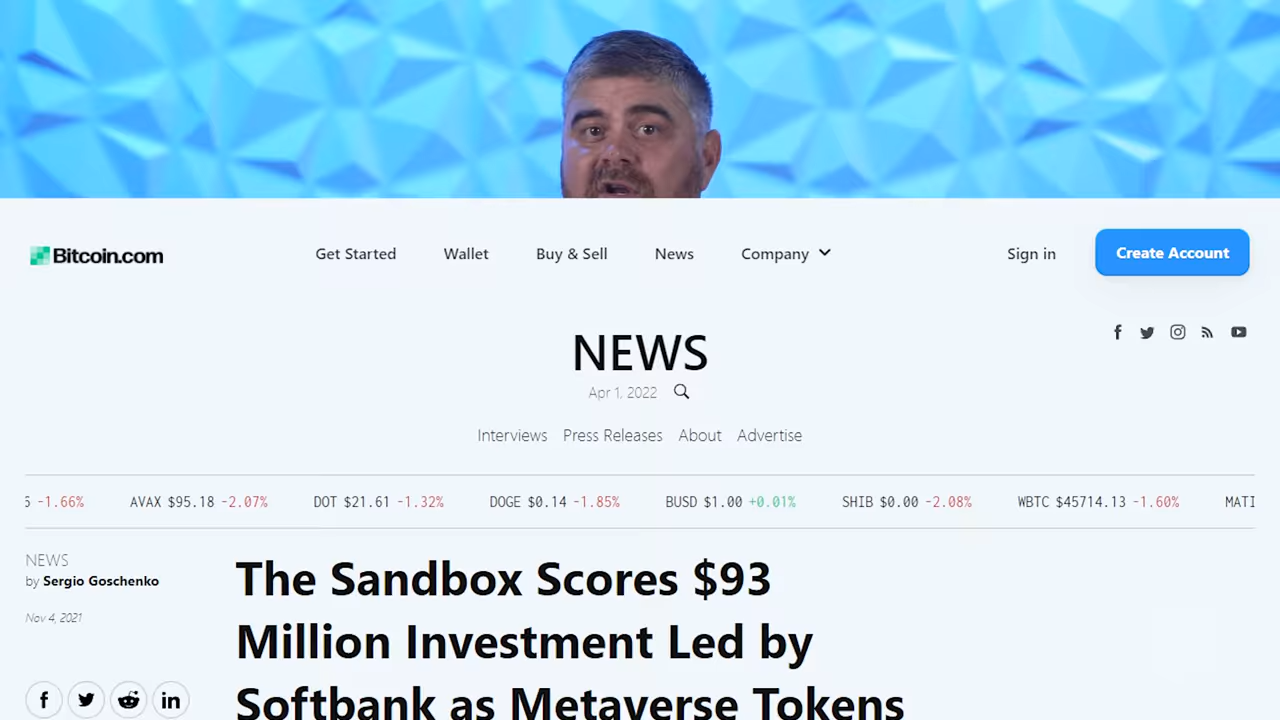 Bitcoin.com
Get Started Wallet Buy & Sell News Company Sign in Create Account
NEWS
Apr 1, 2022
Interviews Press Releases About Advertise
-1.66% AVAX $95.18 -2.07% DOT $21.61 -1.32% DOGE $0.14 -1.85% BUSD $1.00 +0.01% SHIB $0.00 -2.08% WBTC $45714.13 -1.60% MATI
NEWS
by Sergio Goschenko
Nov 4, 2021
The Sandbox Scores $93
Million Investment Led by
Softbank as Metaverse Tokens